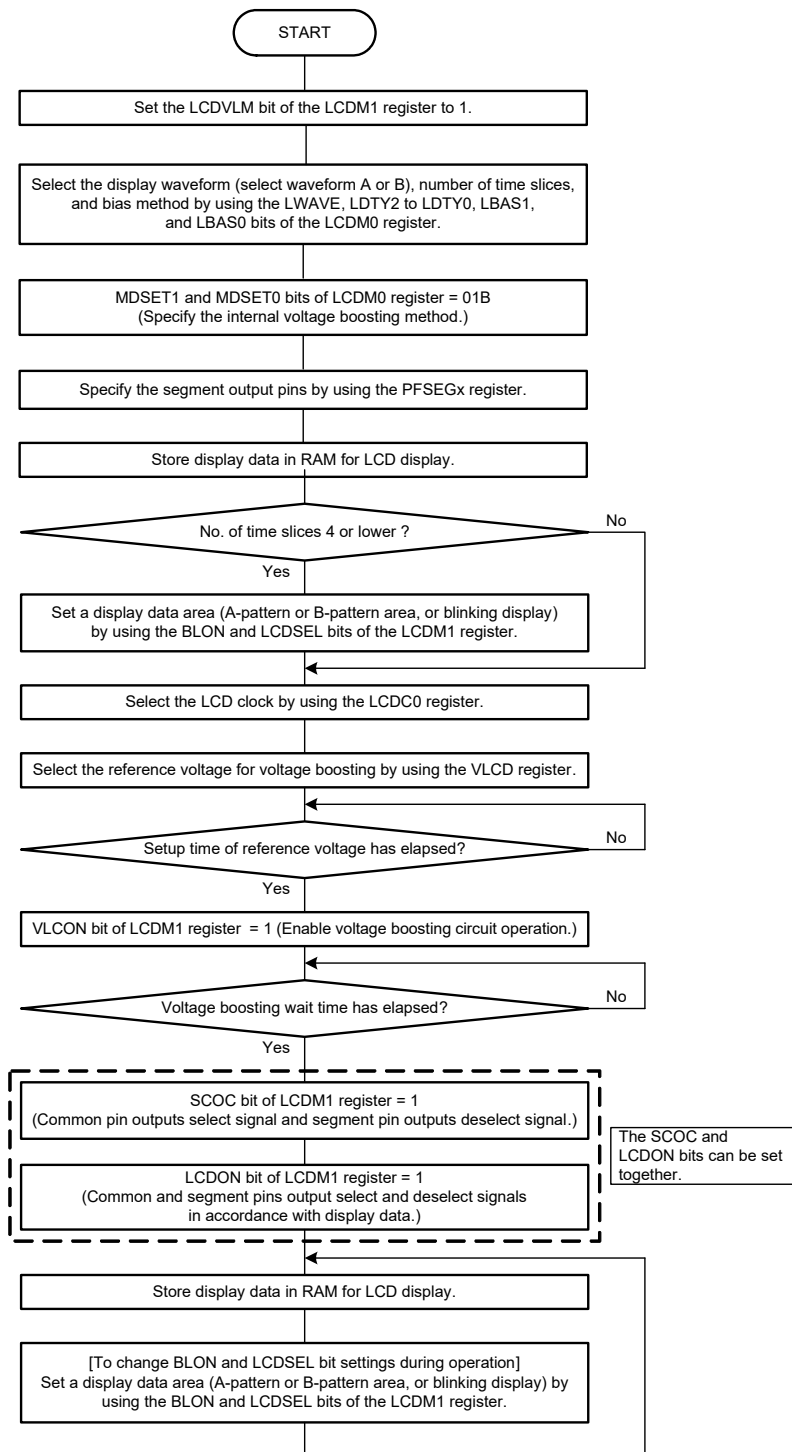 START
Set the LCDVLM bit of the LCDM1 register to 1.
Select the display waveform (select waveform A or B), number of time slices,
and bias method by using the LWAVE, LDTY2 to LDTY0, LBAS1,
and LBAS0 bits of the LCDM0 register.
MDSET1 and MDSET0 bits of LCDM0 register = 01B
(Specify the internal voltage boosting method.)
Specify the segment output pins by using the PFSEGx register.
Store display data in RAM for LCD display.
No. of time slices 4 or lower ?
No
Yes
Set a display data area (A-pattern or B-pattern area, or blinking display)
by using the BLON and LCDSEL bits of the LCDM1 register.
Select the LCD clock by using the LCDC0 register.
Select the reference voltage for voltage boosting by using the VLCD register.
Setup time of reference voltage has elapsed?
No
Yes
VLCON bit of LCDM1 register = 1 (Enable voltage boosting circuit operation.)
Voltage boosting wait time has elapsed?
No
Yes
SCOC bit of LCDM1 register = 1
(Common pin outputs select signal and segment pin outputs deselect signal.)
The SCOC and
LCDON bits can be set
together.
LCDON bit of LCDM1 register = 1
(Common and segment pins output select and deselect signals
in accordance with display data.)
Store display data in RAM for LCD display.
[To change BLON and LCDSEL bit settings during operation]
Set a display data area (A-pattern or B-pattern area, or blinking display) by
using the BLON and LCDSEL bits of the LCDM1 register.